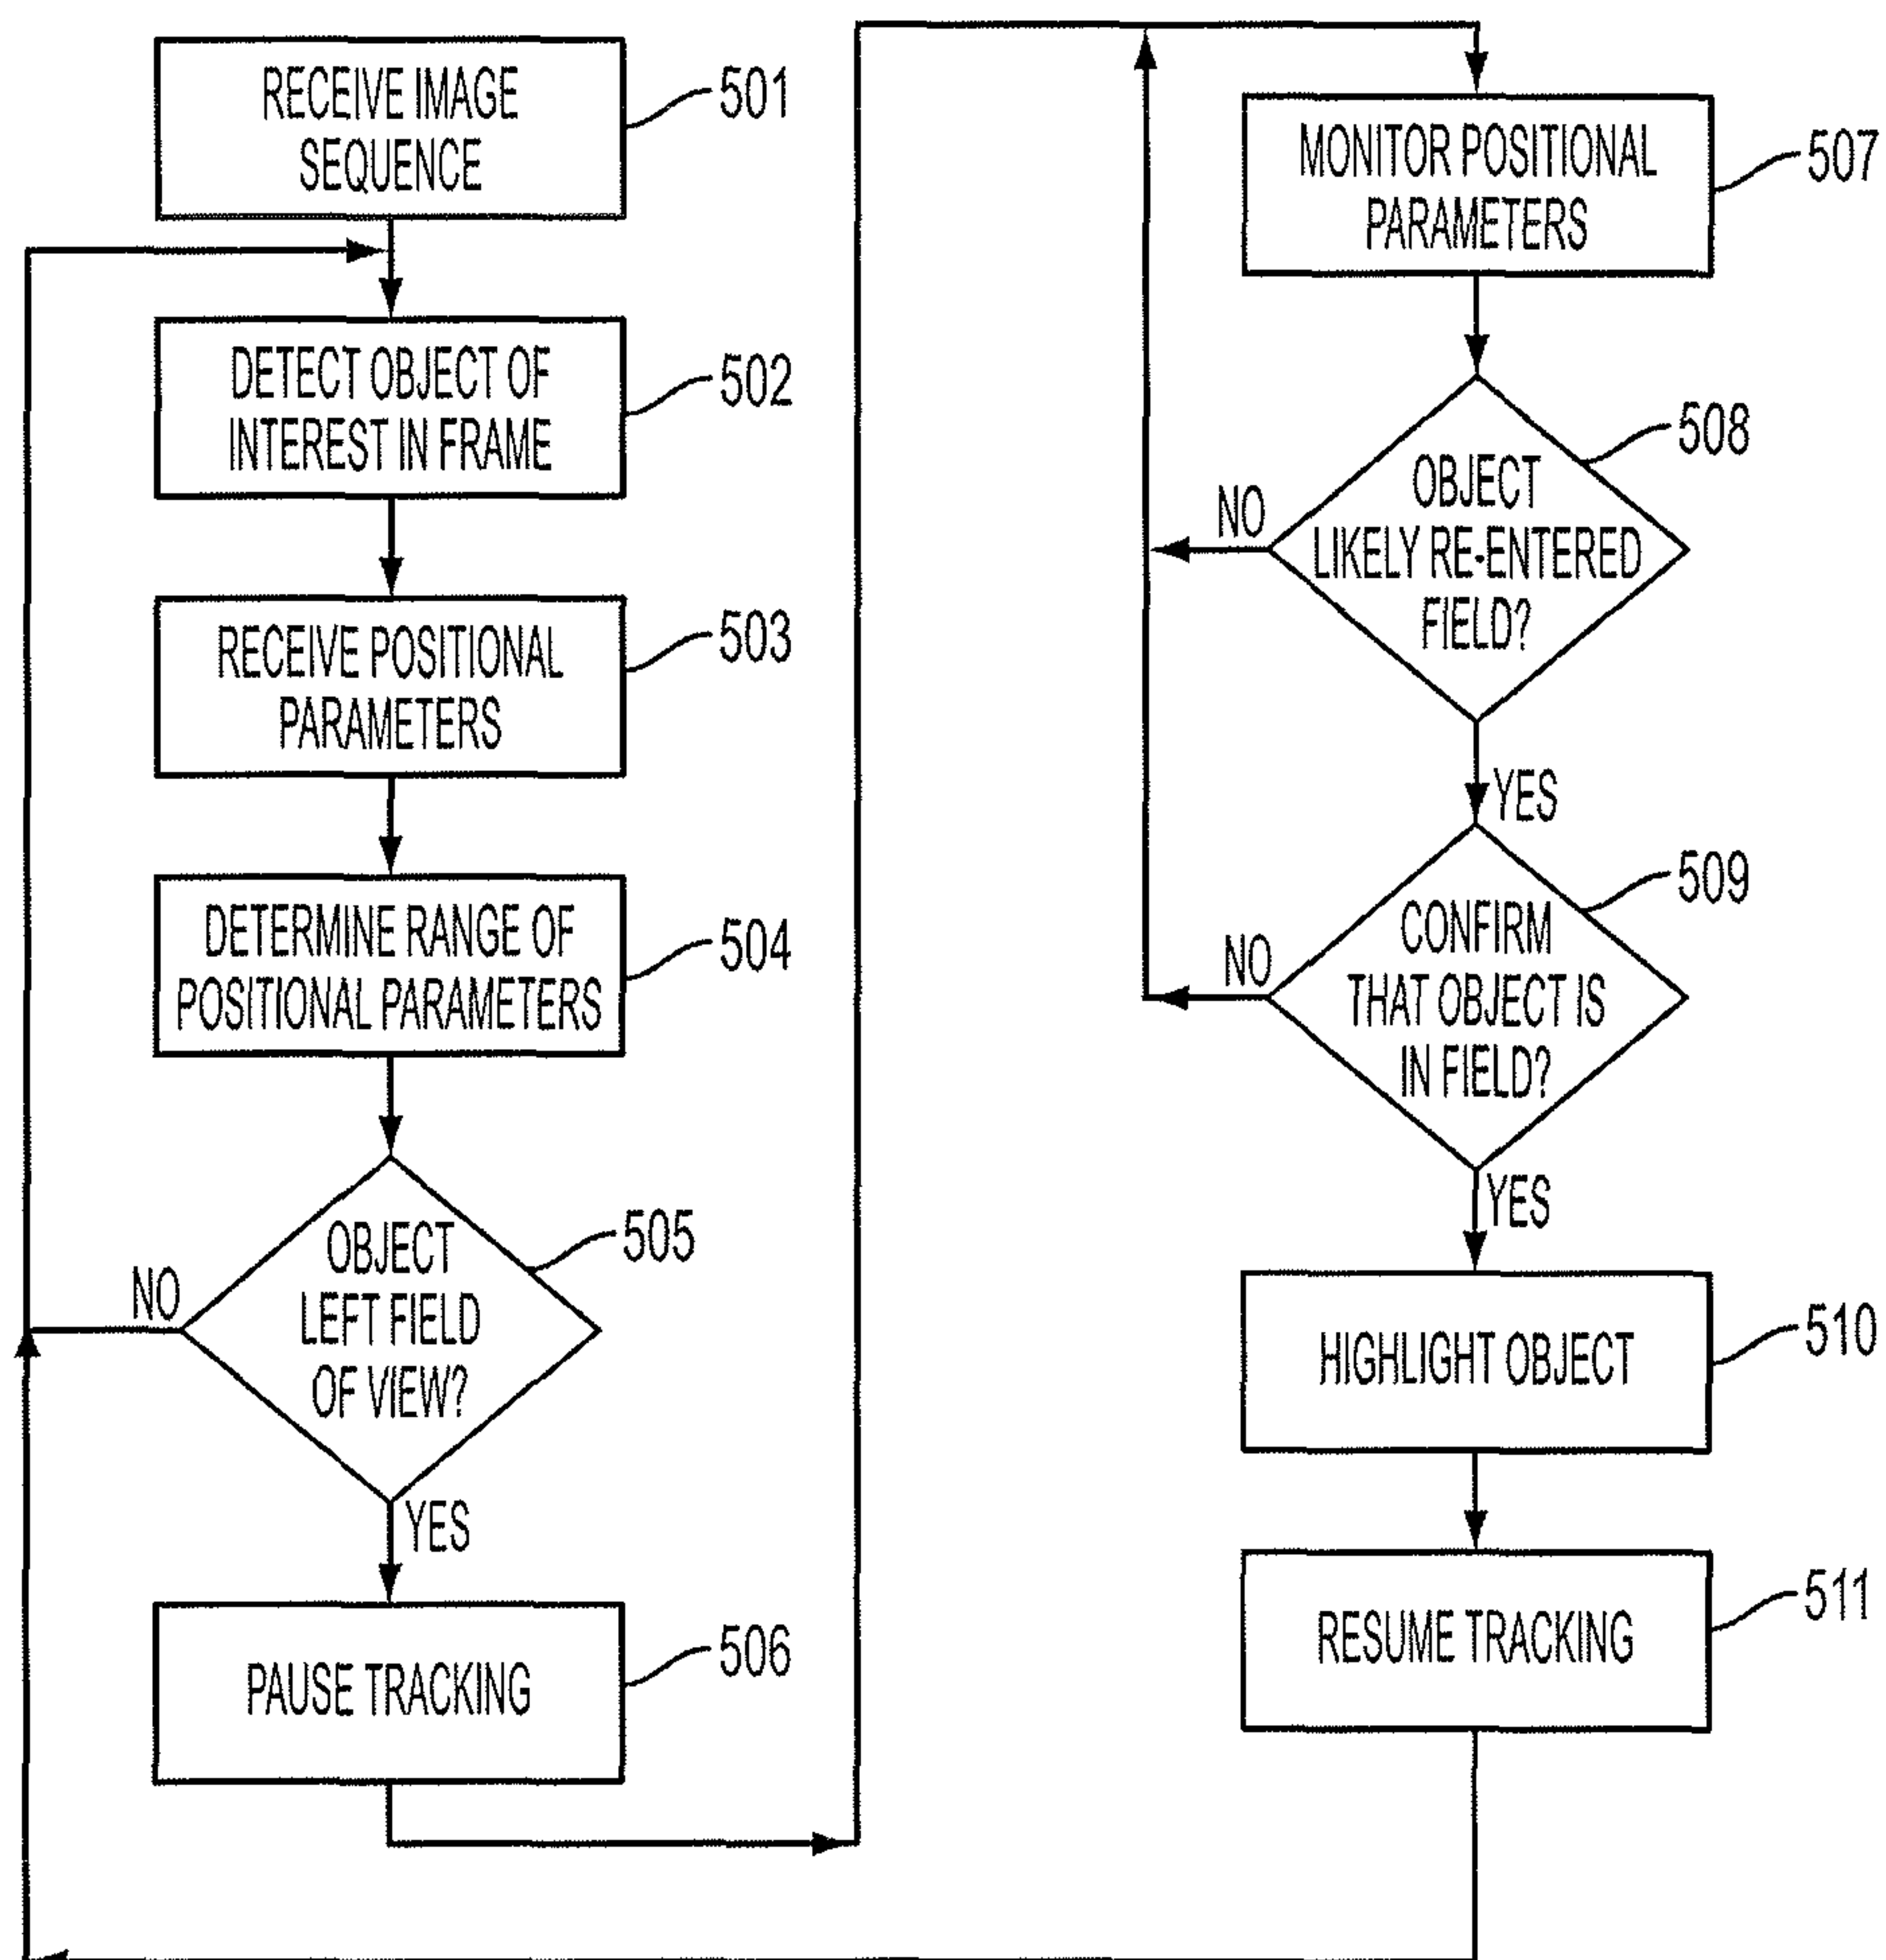 RECEIVE IMAGE
SEQUENCE
501
DETECT OBJECT OF
INTEREST IN FRAME
502
RECEIVE POSITIONAL
PARAMETERS
503
DETERMINE RANGE OF
POSITIONAL PARAMETERS
504
OBJECT
LEFT FIELD
OF VIEW?
505
NO
YES
PAUSE TRACKING
506
MONITOR POSITIONAL
PARAMETERS
507
OBJECT
LIKELY RE-ENTERED
FIELD?
508
NO
YES
CONFIRM
THAT OBJECT IS
IN FIELD?
509
NO
YES
HIGHLIGHT OBJECT
510
RESUME TRACKING
511